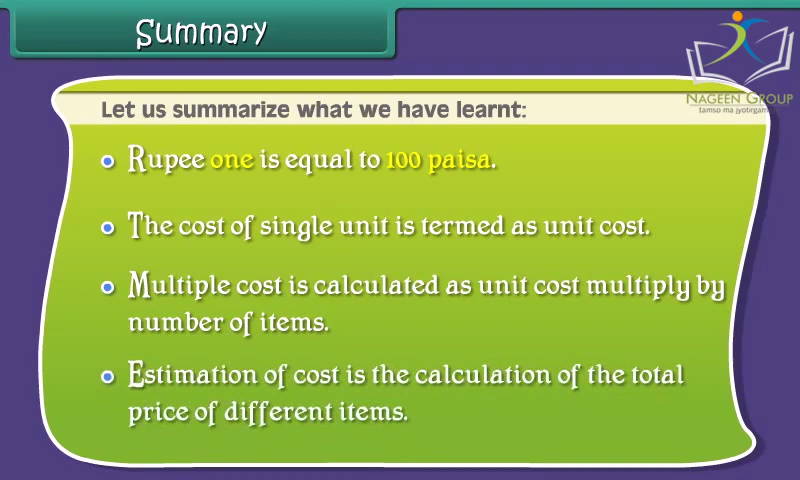 Summary
NAGEEN GROUP
tamso ma jyotirgamay
Let us summarize what we have learnt:
Rupee one is equal to 100 paisa.
The cost of single unit is termed as unit cost.
Multiple cost is calculated as unit cost multiply by
number of items.
Estimation of cost is the calculation of the total
price of different items.